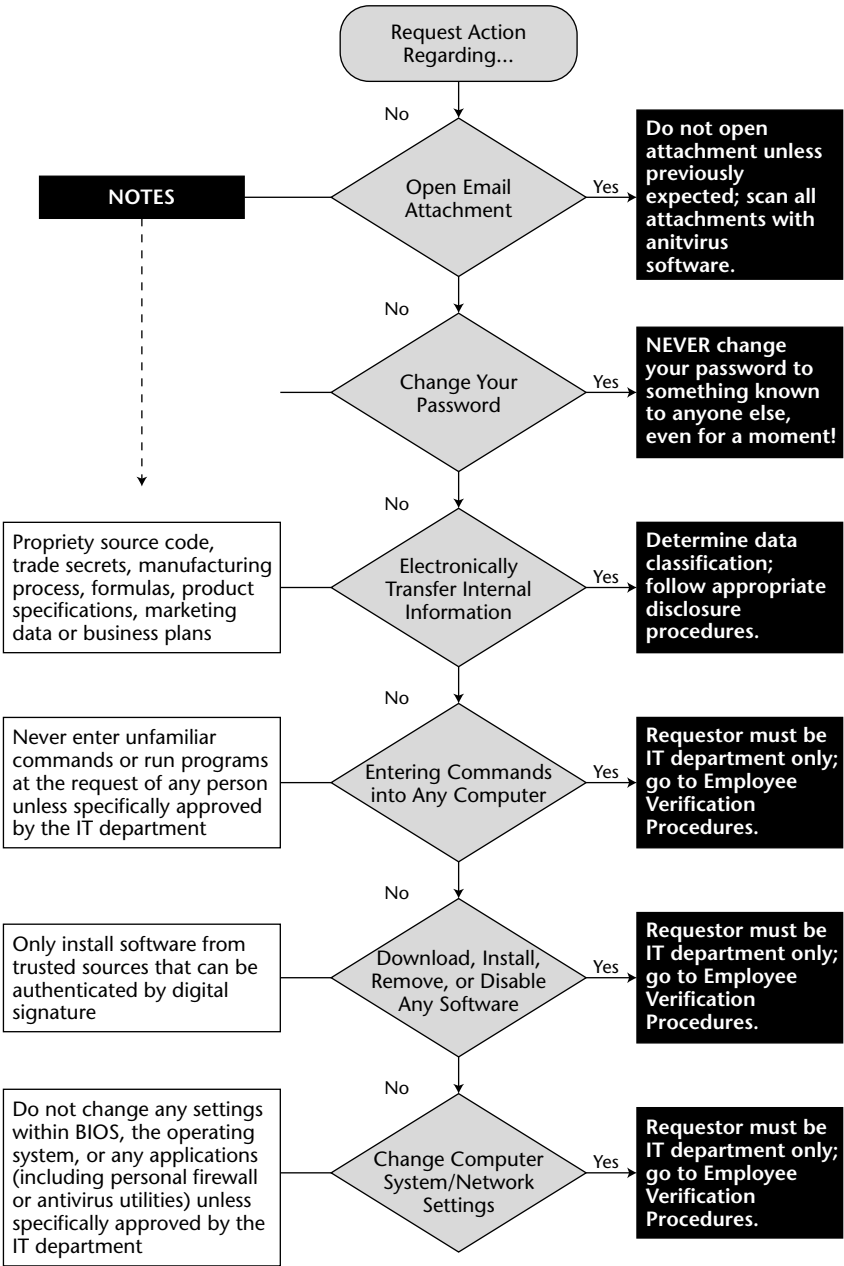 Request Action
Regarding...
No
NOTES
Open Email
Attachment
Yes
Do not open
attachment unless
previously
expected; scan all
attachments with
anitvirus
software.
No
Change Your
Password
Yes
NEVER change
your password to
something known
to anyone else,
even for a moment!
No
Propriety source code,
trade secrets, manufacturing
process, formulas, product
specifications, marketing
data or business plans
Electronically
Transfer Internal
Information
Yes
Determine data
classification;
follow appropriate
disclosure
procedures.
No
Never enter unfamiliar
commands or run programs
at the request of any person
unless specifically approved
by the IT department
Entering Commands
into Any Computer
Yes
Requestor must be
IT department only;
go to Employee
Verification
Procedures.
No
Only install software from
trusted sources that can be
authenticated by digital
signature
Download, Install,
Remove, or Disable
Any Software
Yes
Requestor must be
IT department only;
go to Employee
Verification
Procedures.
No
Do not change any settings
within BIOS, the operating
system, or any applications
(including personal firewall
or antivirus utilities) unless
specifically approved by the
IT department
Change Computer
System/Network
Settings
Yes
Requestor must be
IT department only;
go to Employee
Verification
Procedures.